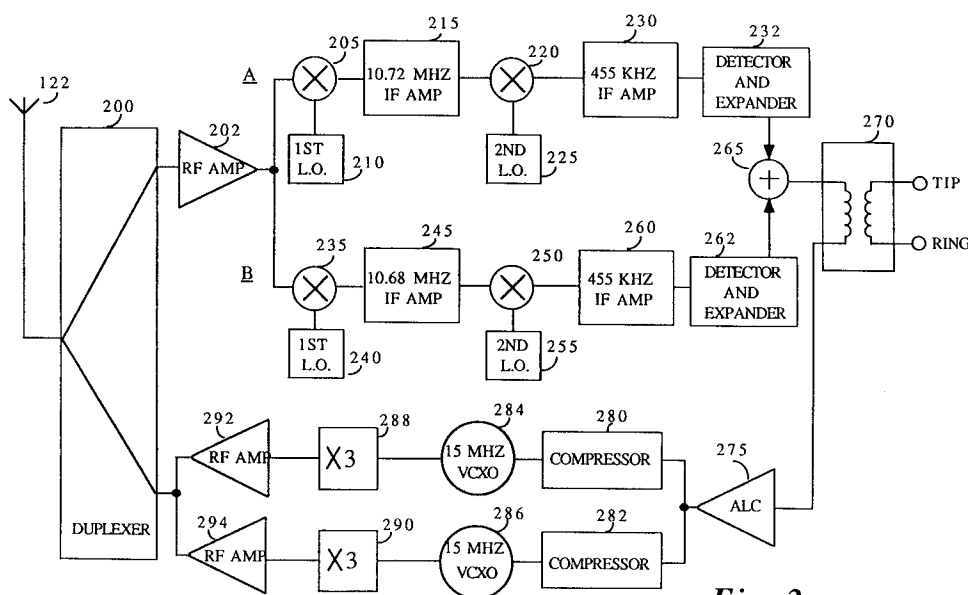 215
230
232
205
220
A
10.72 MHZ
IF AMP
455 KHZ
IF AMP
DETECTOR
AND
EXPANDER
122
200
202
270
1ST
L.O.
210
2ND
L.O.
225
265
RF AMP
+
TIP
245
260
262
235
250
RING
B
10.68 MHZ
IF AMP
455 KHZ
IF AMP
DETECTOR
AND
EXPANDER
1ST
L.O.
240
2ND
L.O.
255
292
288
284
280
275
RF AMP
X3
15 MHZ
VCXO
COMPRESSOR
ALC
294
290
286
282
DUPLEXER
RF AMP
X3
15 MHZ
VCXO
COMPRESSOR